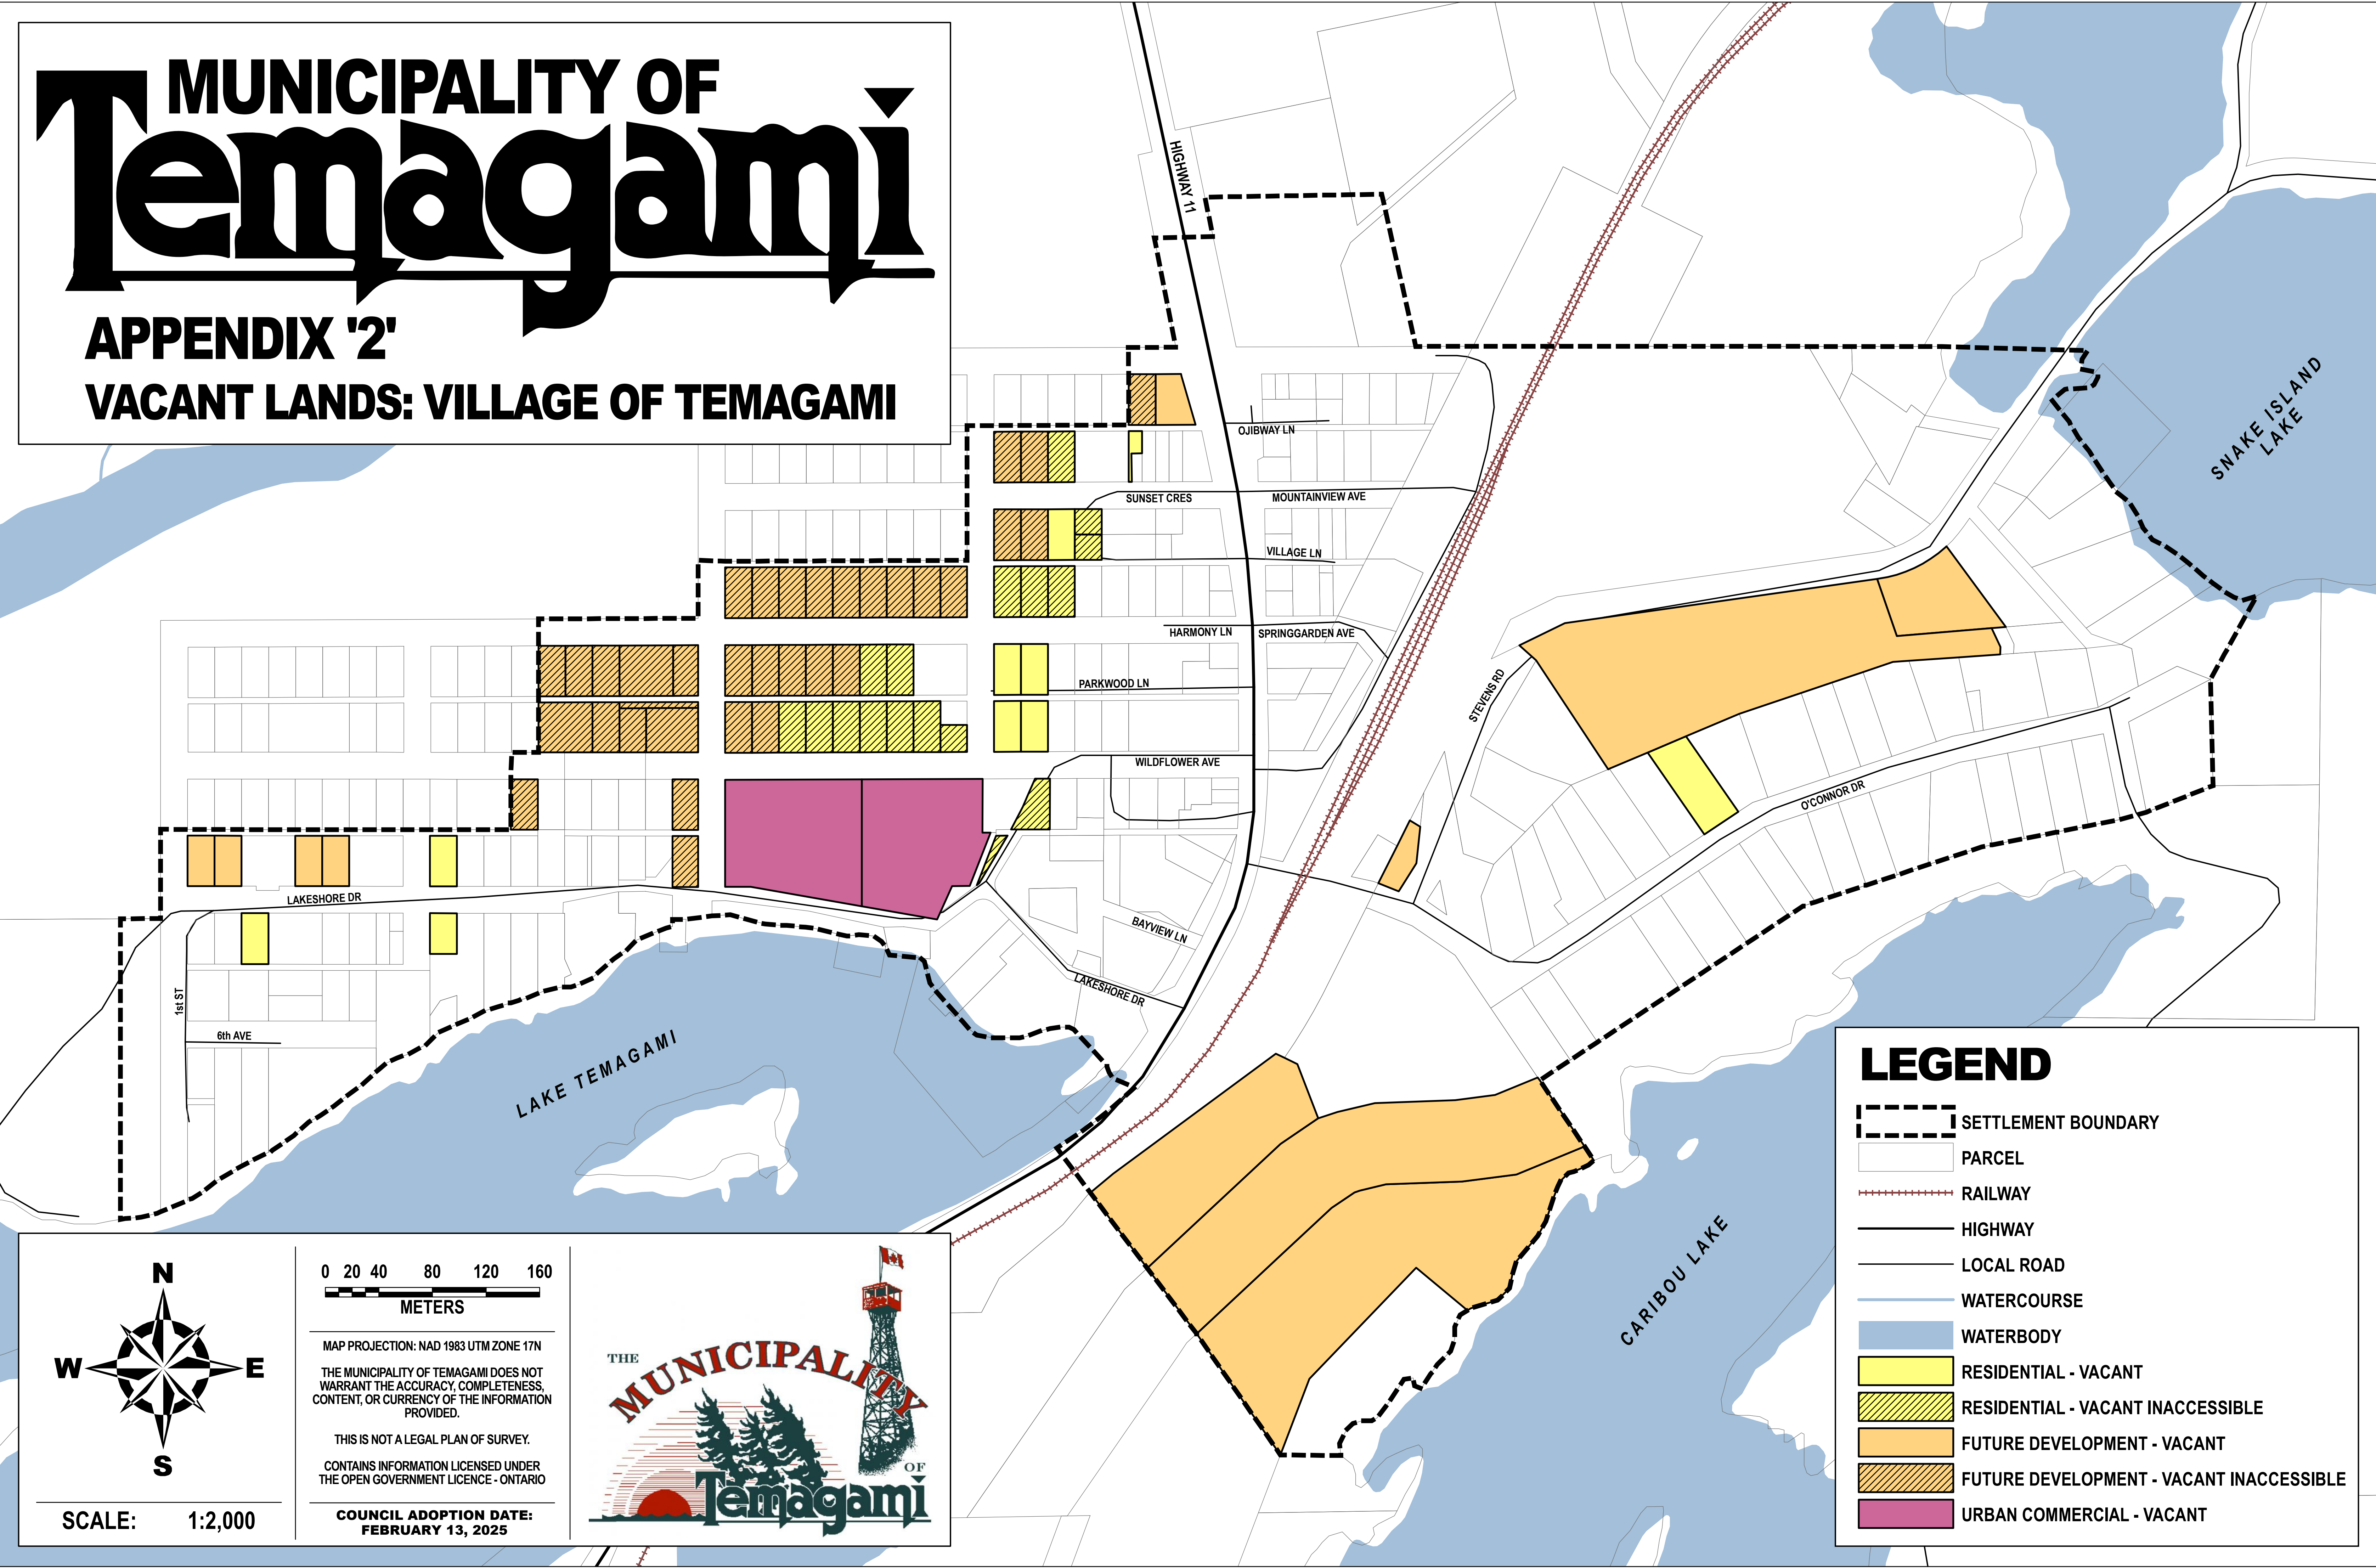 MUNICIPALITY OF
Temagami
APPENDIX '2'
VACANT LANDS: VILLAGE OF TEMAGAMI
HIGHWAY 11
OJIBWAY LN
SUNSET CRES
MOUNTAINVIEW AVE
VILLAGE LN
HARMONY LN
SPRINGGARDEN AVE
PARKWOOD LN
STEVENS RD
WILDFLOWER AVE
O'CONNOR DR
LAKESHORE DR
BAYVIEW LN
LAKESHORE DR
1st ST
6th AVE
SNAKE ISLAND
LAKE
LAKE TEMAGAMI
CARIBOU LAKE
N
W
E
S
SCALE: 1:2,000
0 20 40 80 120 160
METERS
MAP PROJECTION: NAD 1983 UTM ZONE 17N
THE MUNICIPALITY OF TEMAGAMI DOES NOT
WARRANT THE ACCURACY, COMPLETENESS,
CONTENT, OR CURRENCY OF THE INFORMATION
PROVIDED.
THIS IS NOT A LEGAL PLAN OF SURVEY.
CONTAINS INFORMATION LICENSED UNDER
THE OPEN GOVERNMENT LICENCE - ONTARIO
COUNCIL ADOPTION DATE:
FEBRUARY 13, 2025
THE
MUNICIPALITY
OF
Temagami
LEGEND
SETTLEMENT BOUNDARY
PARCEL
RAILWAY
HIGHWAY
LOCAL ROAD
WATERCOURSE
WATERBODY
RESIDENTIAL - VACANT
RESIDENTIAL - VACANT INACCESSIBLE
FUTURE DEVELOPMENT - VACANT
FUTURE DEVELOPMENT - VACANT INACCESSIBLE
URBAN COMMERCIAL - VACANT